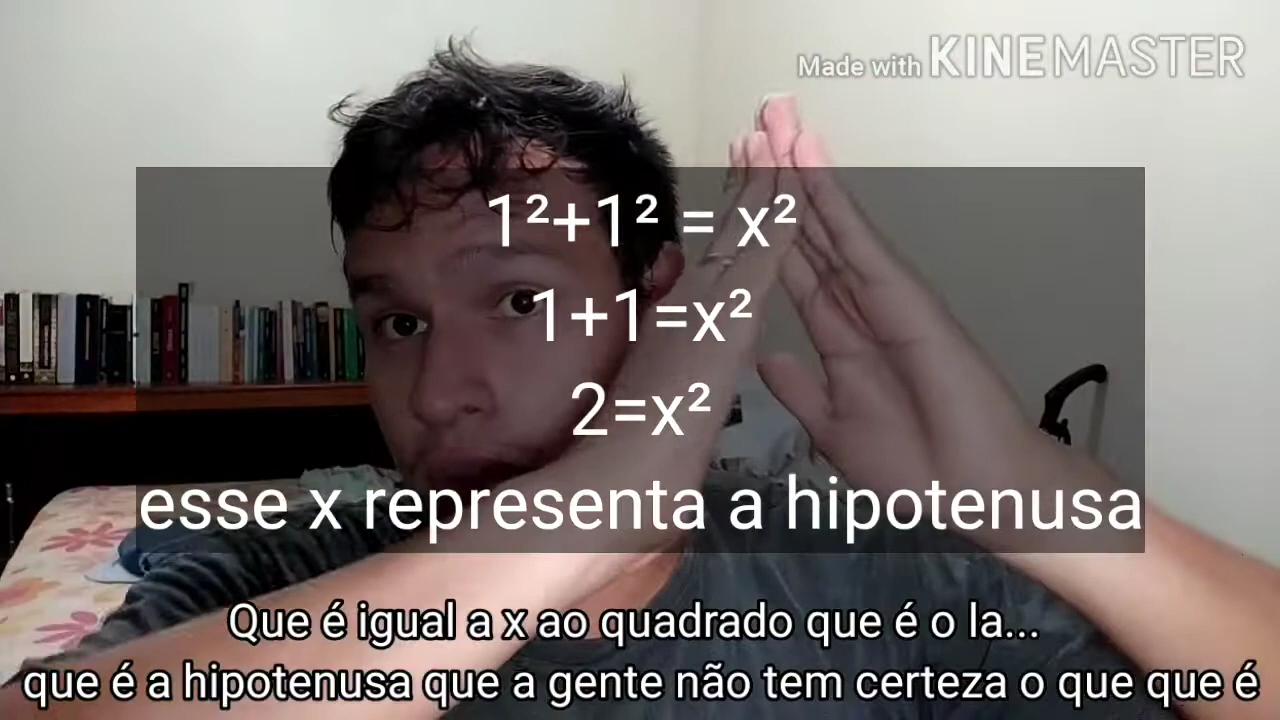 Made with KINEMASTER
1²+1² = x²
1+1=x²
2=x²
esse x representa a hipotenusa
Que é igual a x ao quadrado que é o la...
que é a hipotenusa que a gente não tem certeza o que que é